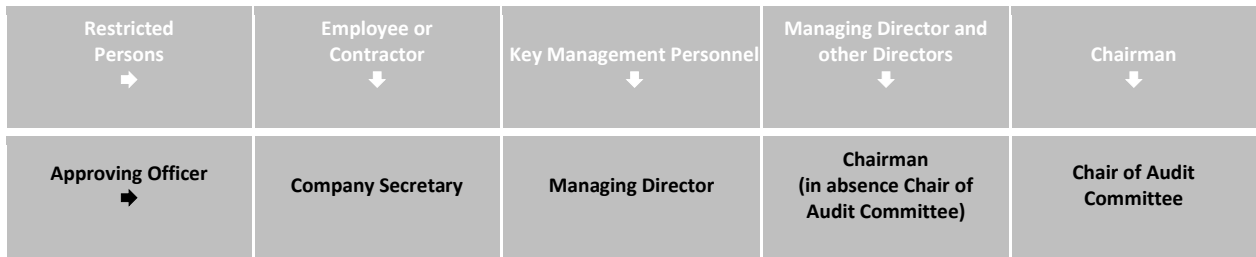 Restricted
Persons
Employee or
Contractor
Key Management Personnel
Managing Director and
other Directors
Chairman
Approving Officer
Company Secretary
Managing Director
Chairman
(in absence Chair of
Audit Committee)
Chair of Audit
Committee